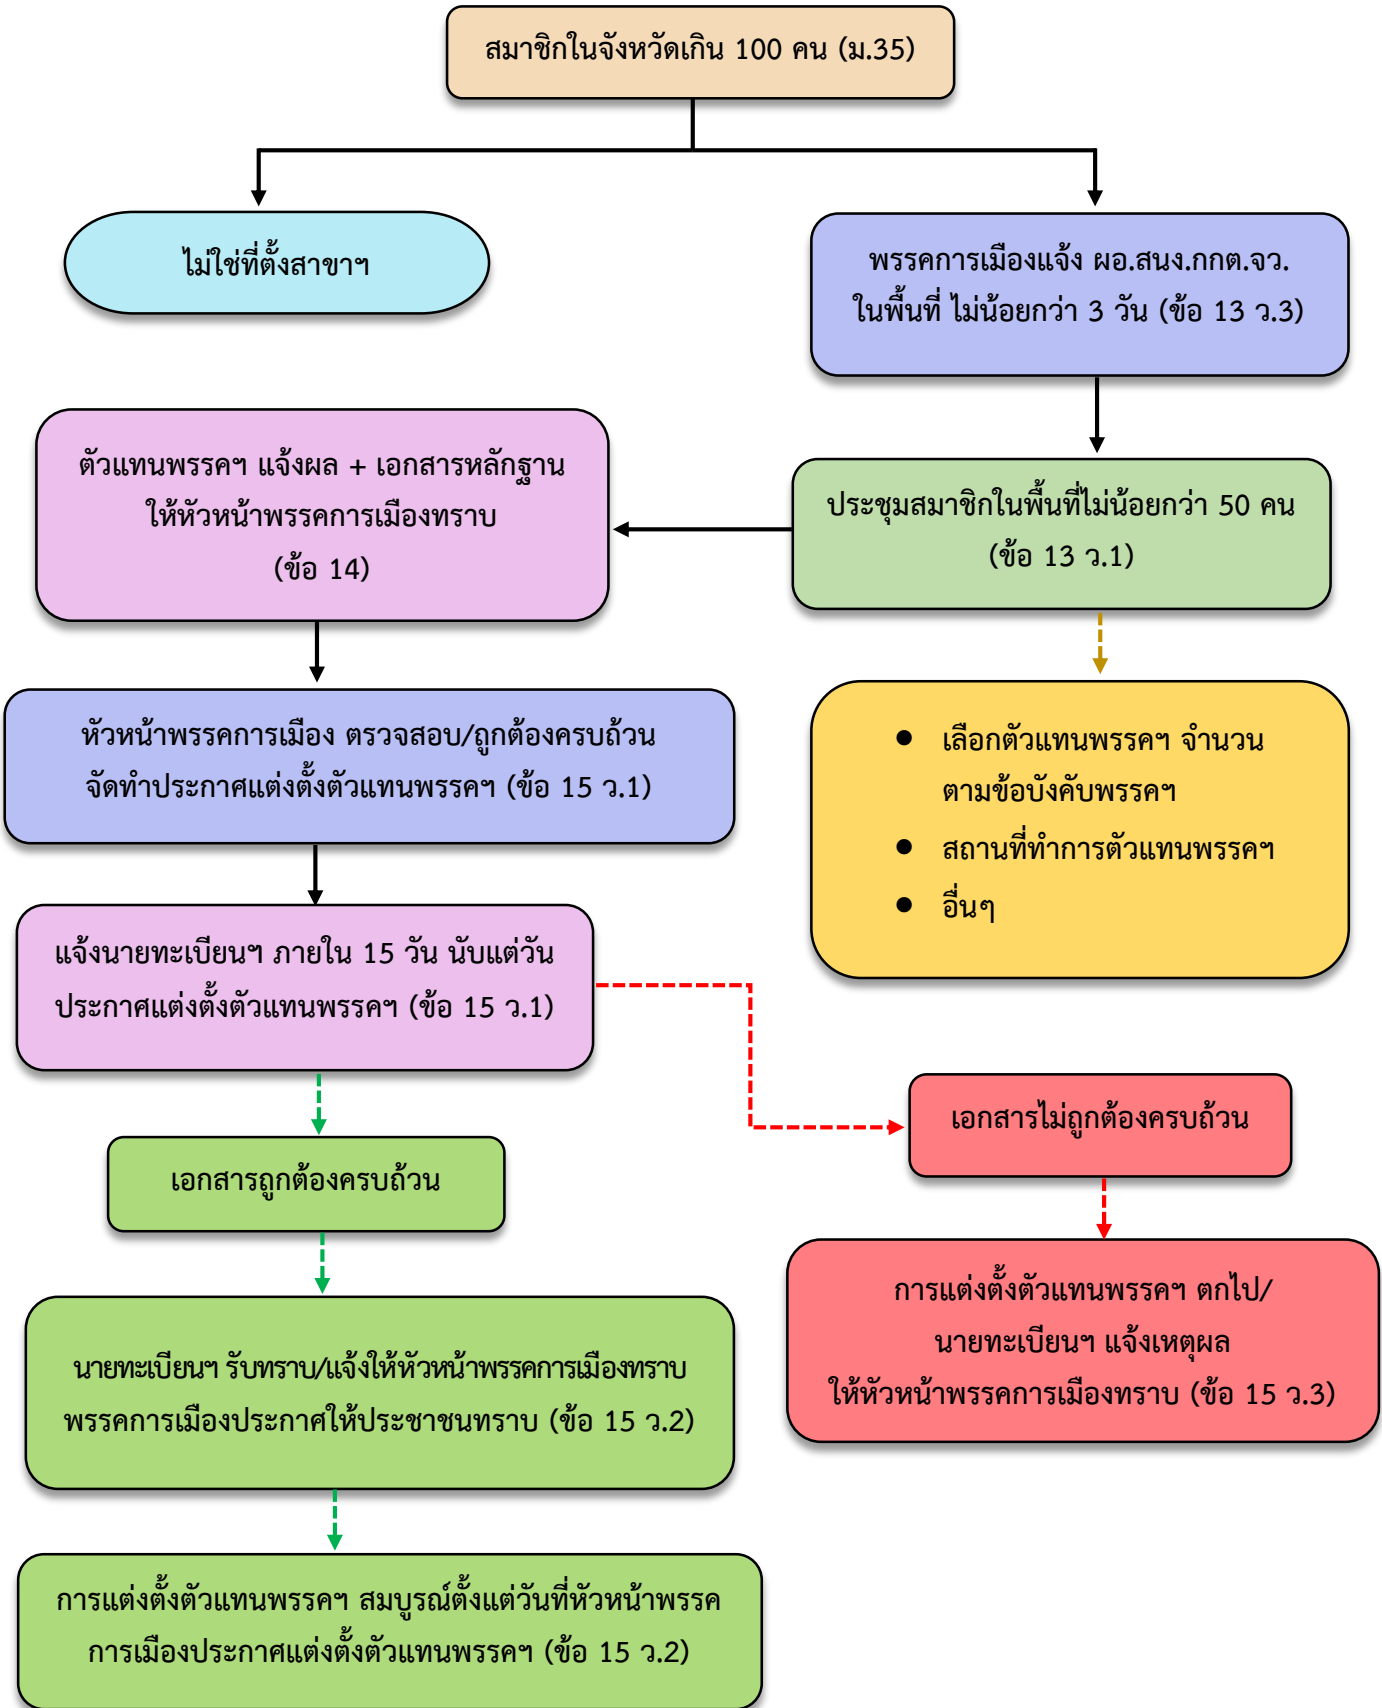 สมาชิกในจังหวัดเกิน 100 คน (ม.35)
ไม่ใช่ที่ตั้งสาขาฯ
พรรคการเมืองแจ้ง ผอ.สนง.กกต.จว.
ในพื้นที่ ไม่น้อยกว่า 3 วัน (ข้อ 13 ว.3)
ประชุมสมาชิกในพื้นที่ไม่น้อยกว่า 50 คน
(ข้อ 13 ว.1)
● เลือกตัวแทนพรรคฯ จำนวน
ตามข้อบังคับพรรคฯ
● สถานที่ทำการตัวแทนพรรคฯ
● อื่นๆ
ตัวแทนพรรคฯ แจ้งผล + เอกสารหลักฐาน
ให้หัวหน้าพรรคการเมืองทราบ
(ข้อ 14)
หัวหน้าพรรคการเมือง ตรวจสอบ/ถูกต้องครบถ้วน
จัดทำประกาศแต่งตั้งตัวแทนพรรคฯ (ข้อ 15 ว.1)
แจ้งนายทะเบียนฯ ภายใน 15 วัน นับแต่วัน
ประกาศแต่งตั้งตัวแทนพรรคฯ (ข้อ 15 ว.1)
เอกสารถูกต้องครบถ้วน
นายทะเบียนฯ รับทราบ/แจ้งให้หัวหน้าพรรคการเมืองทราบ
พรรคการเมืองประกาศให้ประชาชนทราบ (ข้อ 15 ว.2)
การแต่งตั้งตัวแทนพรรคฯ สมบูรณ์ตั้งแต่วันที่หัวหน้าพรรค
การเมืองประกาศแต่งตั้งตัวแทนพรรคฯ (ข้อ 15 ว.2)
เอกสารไม่ถูกต้องครบถ้วน
การแต่งตั้งตัวแทนพรรคฯ ตกไป/
นายทะเบียนฯ แจ้งเหตุผล
ให้หัวหน้าพรรคการเมืองทราบ (ข้อ 15 ว.3)